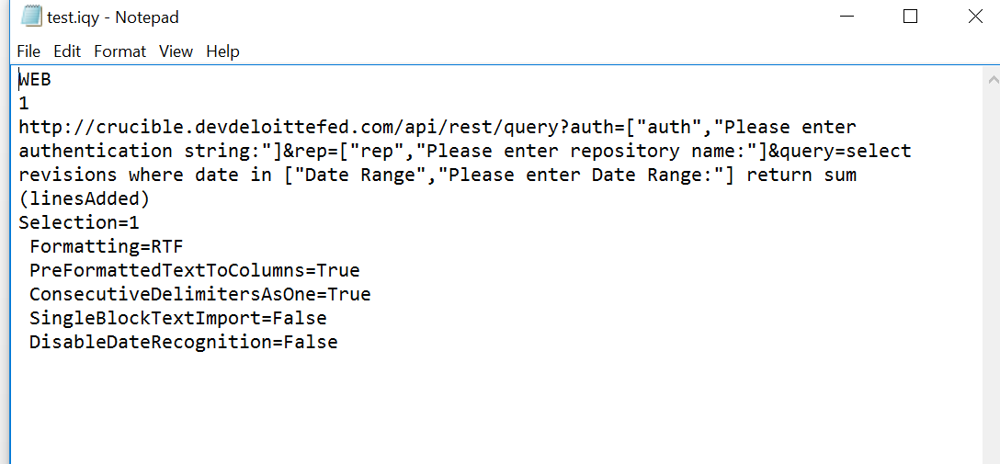 test.iqy - Notepad
File Edit Format View Help
WEB
1
http://crucible.devdeloittefed.com/api/rest/query?auth=["auth","Please enter
authentication string:"]&rep=["rep","Please enter repository name:"]&query=select
revisions where date in ["Date Range","Please enter Date Range:"] return sum
(linesAdded)
Selection=1
Formatting=RTF
PreFormattedTextToColumns=True
ConsecutiveDelimitersAsOne=True
SingleBlockTextImport=False
DisableDateRecognition=False